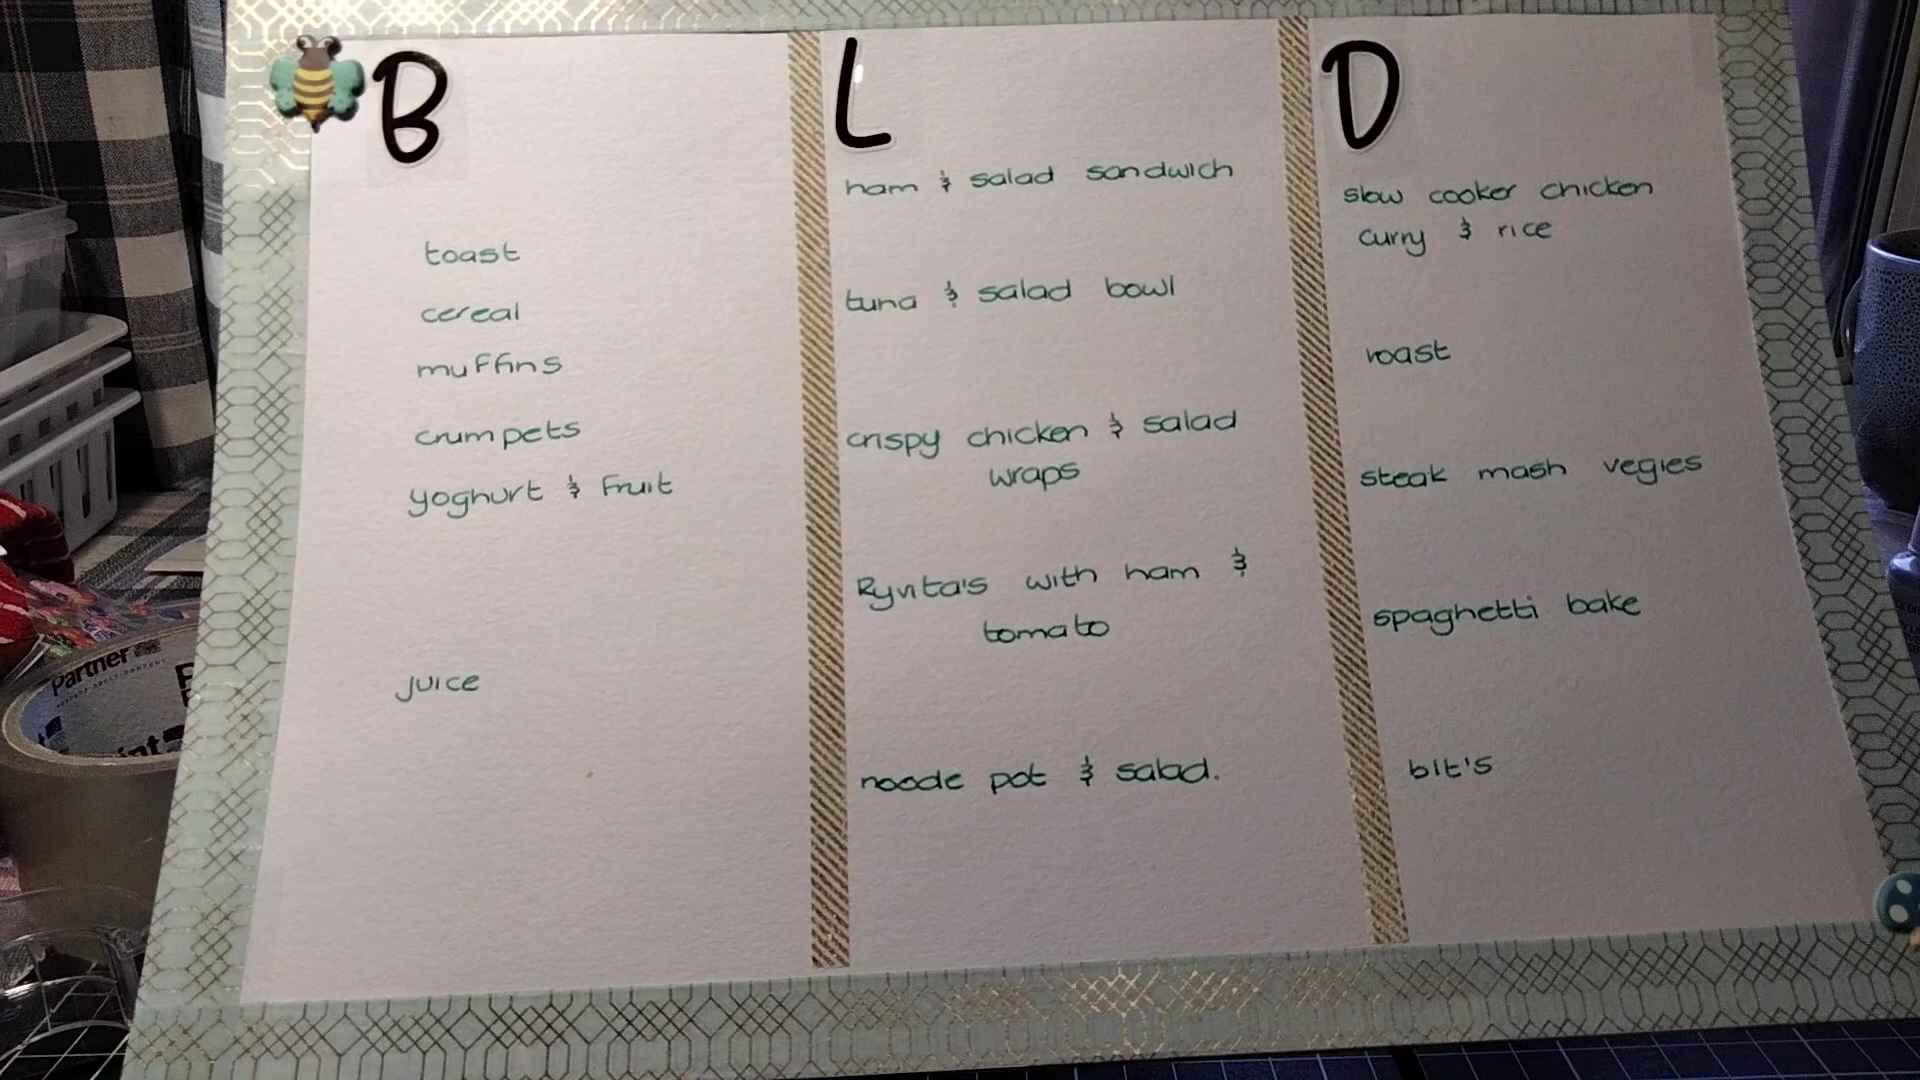 B
toast
cereal
muffins
crumpets
yoghurt & fruit
juice
L
ham & salad sandwich
tuna & salad bowl
crispy chicken & salad
wraps
Ryvita's with ham &
tomato
noode pot & salad.
D
slow cooker chicken
curry & rice
roast
steak mash vegies
spaghetti bake
blt's
Partner